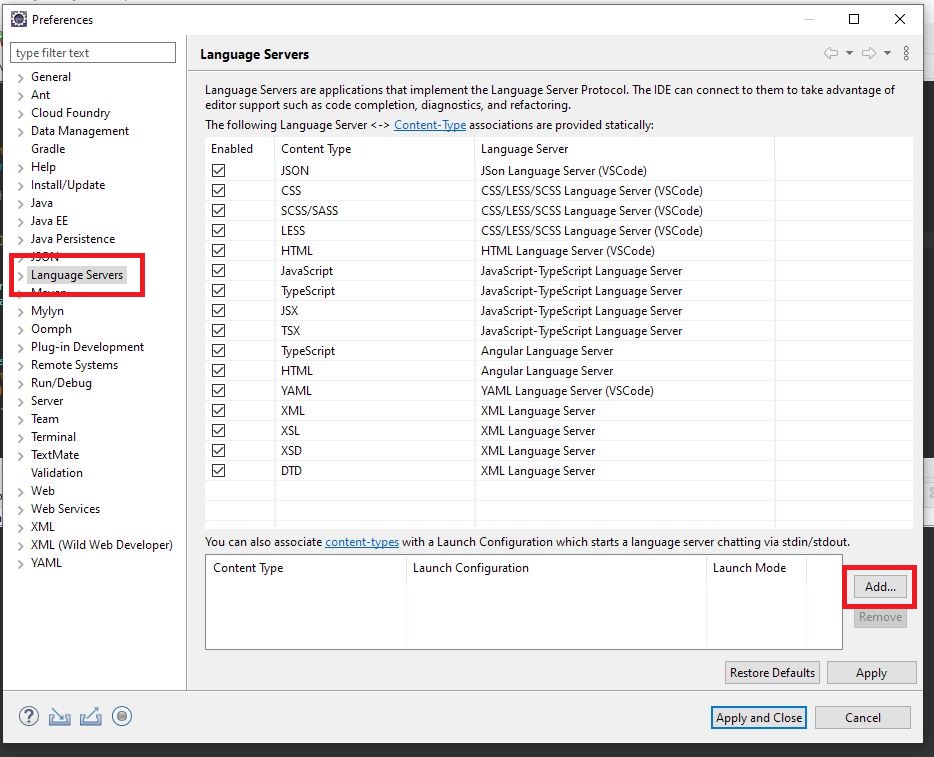 Preferences
type filter text
Language Servers
General
Ant
Cloud Foundry
Data Management
Gradle
Help
Install/Update
Java
Java EE
Java Persistence
JSON
Language Servers
Maven
Mylyn
Oomph
Plug-in Development
Remote Systems
Run/Debug
Server
Team
Terminal
TextMate
Validation
Web
Web Services
XML
XML (Wild Web Developer)
YAML
Language Servers are applications that implement the Language Server Protocol. The IDE can connect to them to take advantage of
editor support such as code completion, diagnostics, and refactoring.
The following Language Server <-> Content-Type associations are provided statically:
Enabled Content Type Language Server
JSON JSon Language Server (VSCode)
CSS CSS/LESS/SCSS Language Server (VSCode)
SCSS/SASS CSS/LESS/SCSS Language Server (VSCode)
LESS CSS/LESS/SCSS Language Server (VSCode)
HTML HTML Language Server (VSCode)
JavaScript JavaScript-TypeScript Language Server
TypeScript JavaScript-TypeScript Language Server
JSX JavaScript-TypeScript Language Server
TSX JavaScript-TypeScript Language Server
TypeScript Angular Language Server
HTML Angular Language Server
YAML YAML Language Server (VSCode)
XML XML Language Server
XSL XML Language Server
XSD XML Language Server
DTD XML Language Server
You can also associate content-types with a Launch Configuration which starts a language server chatting via stdin/stdout.
Content Type Launch Configuration Launch Mode
Add...
Remove
Restore Defaults Apply
Apply and Close Cancel